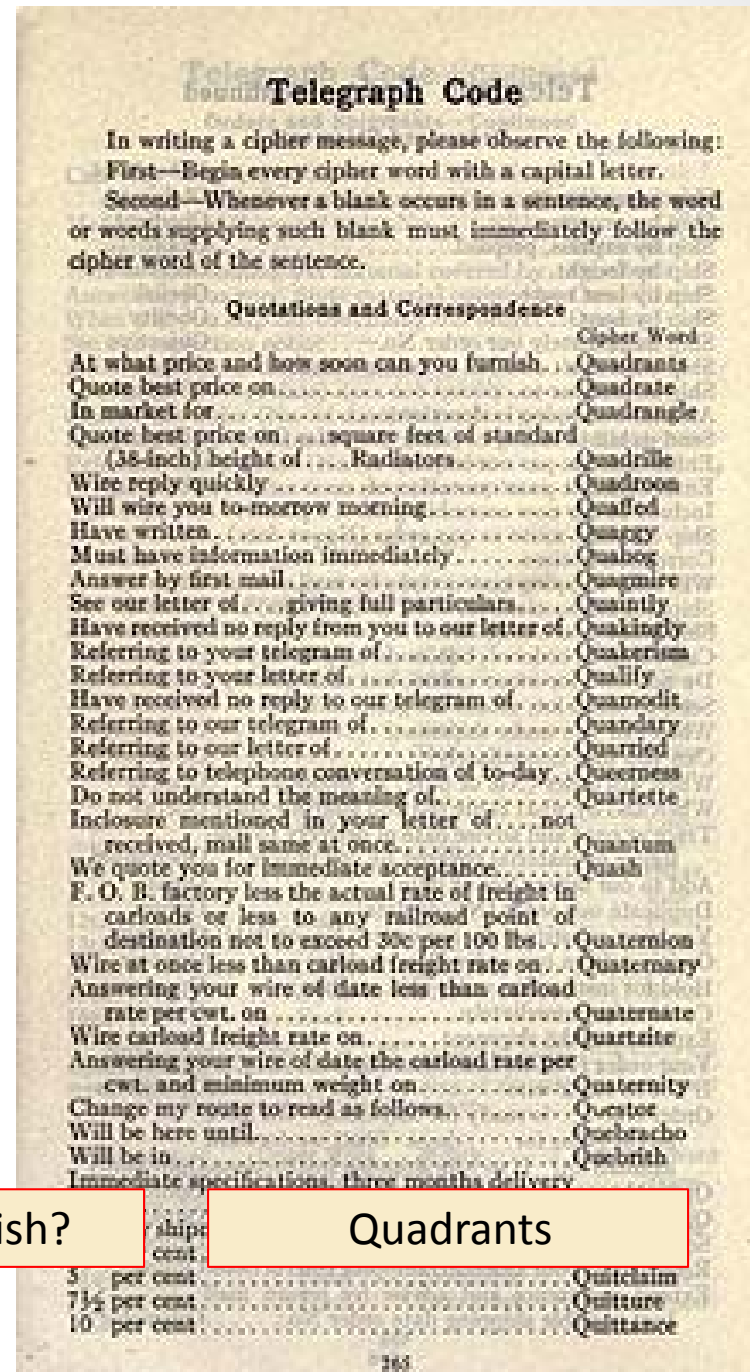 Telegraph Code
In writing a cipher message, please observe the following:
First—Begin every cipher word with a capital letter.
Second—Whenever a blank occurs in a sentence, the word
or words supplying such blank must immediately follow the
cipher word of the sentence.
Quotations and Correspondence
Cipher Word
At what price and how soon can you furnish...Quadrants
Quote best price on..............................Quadrate
In market for....................................Quadrangle
Quote best price on....square feet of standard
(38-inch) height of....Radiators..........Quadrille
Wire reply quickly..............................Quadroon
Will wire you to-morrow morning...............Quaffed
Have written....................................Quaggy
Must have information immediately............Quabog
Answer by first mail............................Quagmire
See our letter of....giving full particulars.....Quaintly
Have received no reply from you to our letter of.Quakingly
Referring to your telegram of...................Quakerism
Referring to your letter of.....................Qualify
Have received no reply to our telegram of.....Quamodit
Referring to our telegram of....................Quandary
Referring to our letter of......................Quarried
Referring to telephone conversation of to-day..Queerness
Do not understand the meaning of.............Quartette
Inclosure mentioned in your letter of....not
received, mail same at once...............Quantum
We quote you for immediate acceptance........Quash
F. O. B. factory less the actual rate of freight in
carloads or less to any railroad point of
destination not to exceed 30c per 100 lbs...Quaternion
Wire at once less than carload freight rate on...Quaternary
Answering your wire of date less than carload
rate per cwt. on..........................Quaternate
Wire carload freight rate on....................Quartzite
Answering your wire of date the carload rate per
cwt. and minimum weight on..............Quaternity
Change my route to read as follows............Questor
Will be here until..............................Quebracho
Will be in......................................Quebrith
Immediate specifications, three months delivery
ish?
Quadrants
cent
5 per cent......................................Quitclaim
7½ per cent....................................Quitture
10 per cent....................................Quittance